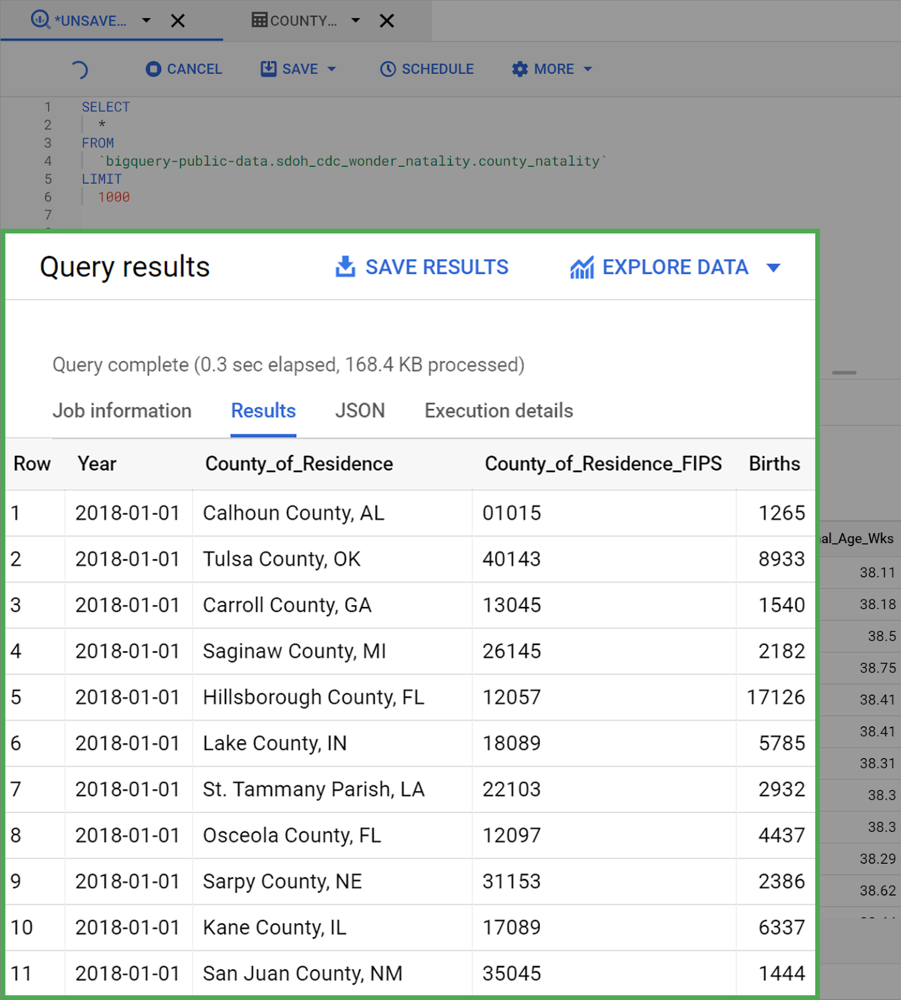 *UNSAVE... COUNTY...
CANCEL SAVE SCHEDULE MORE
1 SELECT
2 *
3 FROM
4 `bigquery-public-data.sdoh_cdc_wonder_natality.county_natality`
5 LIMIT
6 1000
7
Query results SAVE RESULTS EXPLORE DATA
Query complete (0.3 sec elapsed, 168.4 KB processed)
Job information Results JSON Execution details
Row Year County_of_Residence County_of_Residence_FIPS Births
1 2018-01-01 Calhoun County, AL 01015 1265
2 2018-01-01 Tulsa County, OK 40143 8933
3 2018-01-01 Carroll County, GA 13045 1540
4 2018-01-01 Saginaw County, MI 26145 2182
5 2018-01-01 Hillsborough County, FL 12057 17126
6 2018-01-01 Lake County, IN 18089 5785
7 2018-01-01 St. Tammany Parish, LA 22103 2932
8 2018-01-01 Osceola County, FL 12097 4437
9 2018-01-01 Sarpy County, NE 31153 2386
10 2018-01-01 Kane County, IL 17089 6337
11 2018-01-01 San Juan County, NM 35045 1444
al_Age_Wks
38.11
38.18
38.5
38.75
38.41
38.41
38.31
38.3
38.3
38.29
38.62